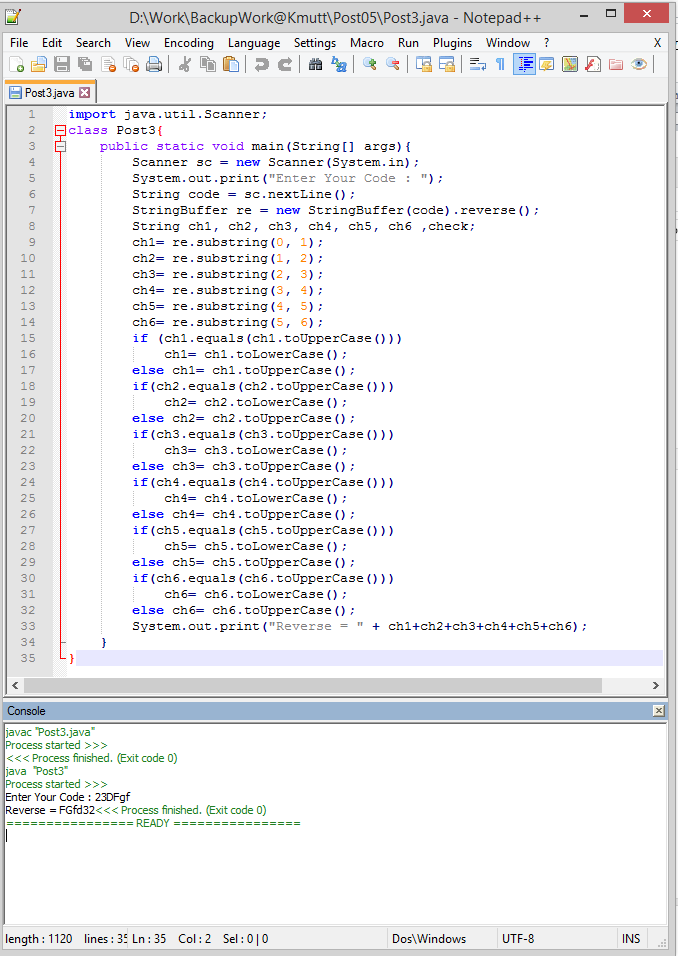 D:\Work\BackupWork@Kmutt\Post05\Post3.java - Notepad++
File Edit Search View Encoding Language Settings Macro Run Plugins Window ? X
Post3.java
1 import java.util.Scanner;
2 class Post3{
3 public static void main(String[] args){
4 Scanner sc = new Scanner(System.in);
5 System.out.print("Enter Your Code : ");
6 String code = sc.nextLine();
7 StringBuffer re = new StringBuffer(code).reverse();
8 String ch1, ch2, ch3, ch4, ch5, ch6 ,check;
9 ch1= re.substring(0, 1);
10 ch2= re.substring(1, 2);
11 ch3= re.substring(2, 3);
12 ch4= re.substring(3, 4);
13 ch5= re.substring(4, 5);
14 ch6= re.substring(5, 6);
15 if (ch1.equals(ch1.toUpperCase()))
16 ch1= ch1.toLowerCase();
17 else ch1= ch1.toUpperCase();
18 if(ch2.equals(ch2.toUpperCase()))
19 ch2= ch2.toLowerCase();
20 else ch2= ch2.toUpperCase();
21 if(ch3.equals(ch3.toUpperCase()))
22 ch3= ch3.toLowerCase();
23 else ch3= ch3.toUpperCase();
24 if(ch4.equals(ch4.toUpperCase()))
25 ch4= ch4.toLowerCase();
26 else ch4= ch4.toUpperCase();
27 if(ch5.equals(ch5.toUpperCase()))
28 ch5= ch5.toLowerCase();
29 else ch5= ch5.toUpperCase();
30 if(ch6.equals(ch6.toUpperCase()))
31 ch6= ch6.toLowerCase();
32 else ch6= ch6.toUpperCase();
33 System.out.print("Reverse = " + ch1+ch2+ch3+ch4+ch5+ch6);
34 }
35 }
Console
javac "Post3.java"
Process started >>>
<<< Process finished. (Exit code 0)
java "Post3"
Process started >>>
Enter Your Code : 23DFgf
Reverse = FGfd32<<< Process finished. (Exit code 0)
================ READY ================
length : 1120 lines : 35 Ln : 35 Col : 2 Sel : 0 | 0 Dos\Windows UTF-8 INS